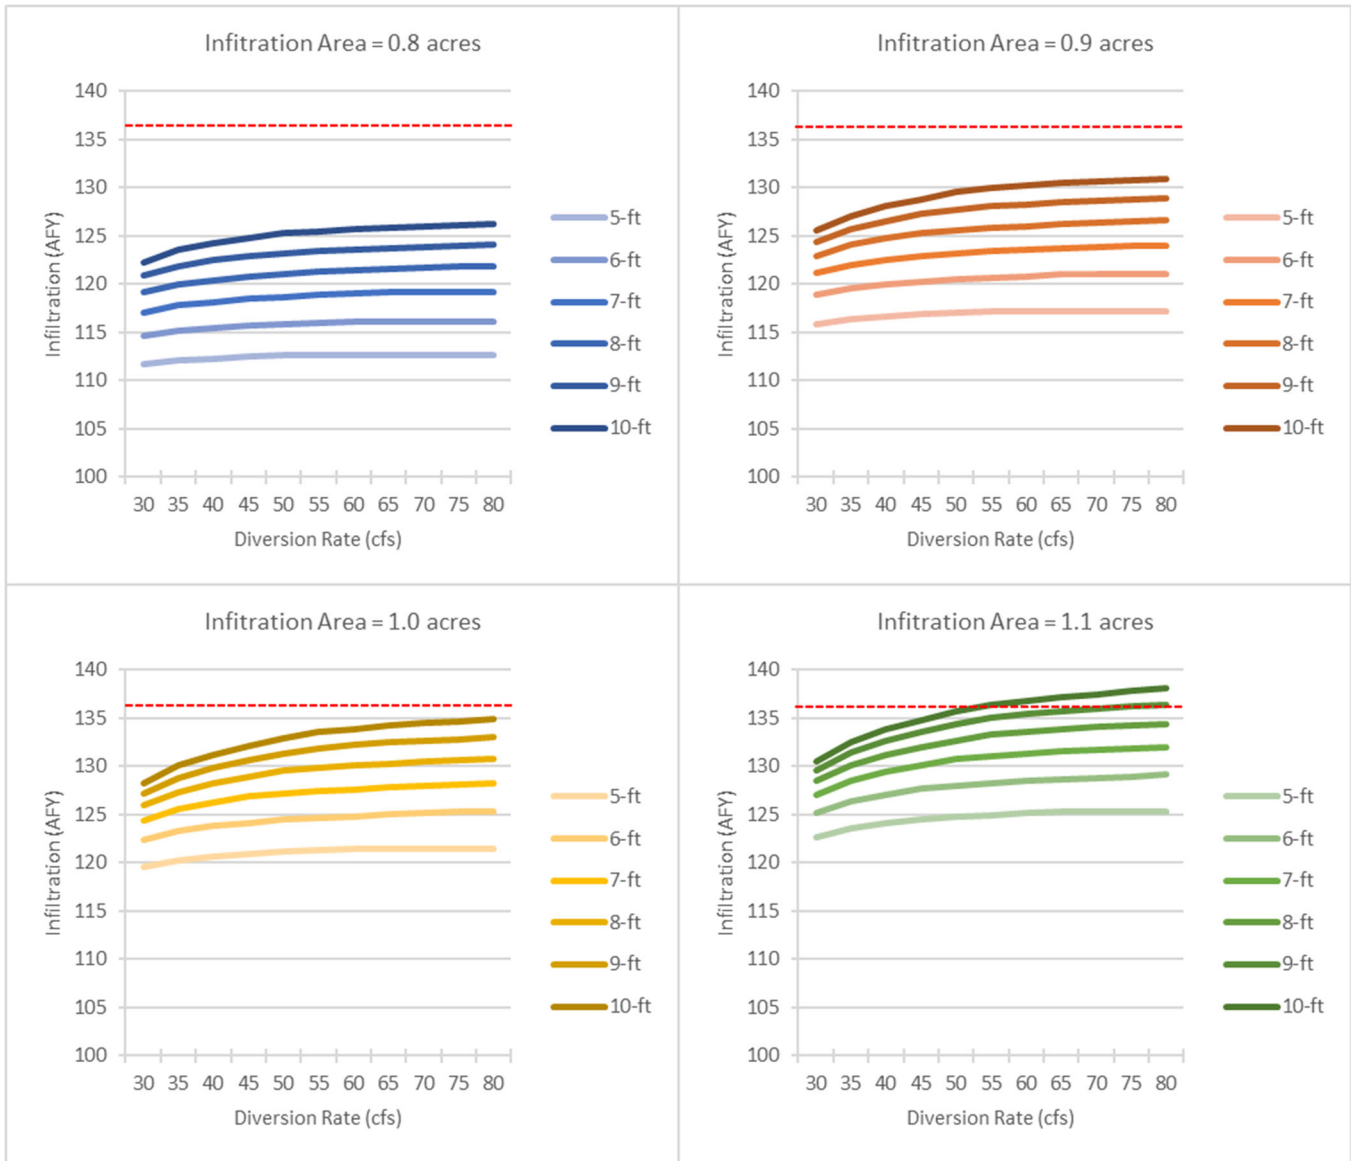 Infitration Area = 0.8 acres
140
135
130
125
120
115
110
105
100
Infiltration (AFY)
30 35 40 45 50 55 60 65 70 75 80
Diversion Rate (cfs)
5-ft
6-ft
7-ft
8-ft
9-ft
10-ft
Infitration Area = 0.9 acres
140
135
130
125
120
115
110
105
100
Infiltration (AFY)
30 35 40 45 50 55 60 65 70 75 80
Diversion Rate (cfs)
5-ft
6-ft
7-ft
8-ft
9-ft
10-ft
Infitration Area = 1.0 acres
140
135
130
125
120
115
110
105
100
Infiltration (AFY)
30 35 40 45 50 55 60 65 70 75 80
Diversion Rate (cfs)
5-ft
6-ft
7-ft
8-ft
9-ft
10-ft
Infitration Area = 1.1 acres
140
135
130
125
120
115
110
105
100
Infiltration (AFY)
30 35 40 45 50 55 60 65 70 75 80
Diversion Rate (cfs)
5-ft
6-ft
7-ft
8-ft
9-ft
10-ft